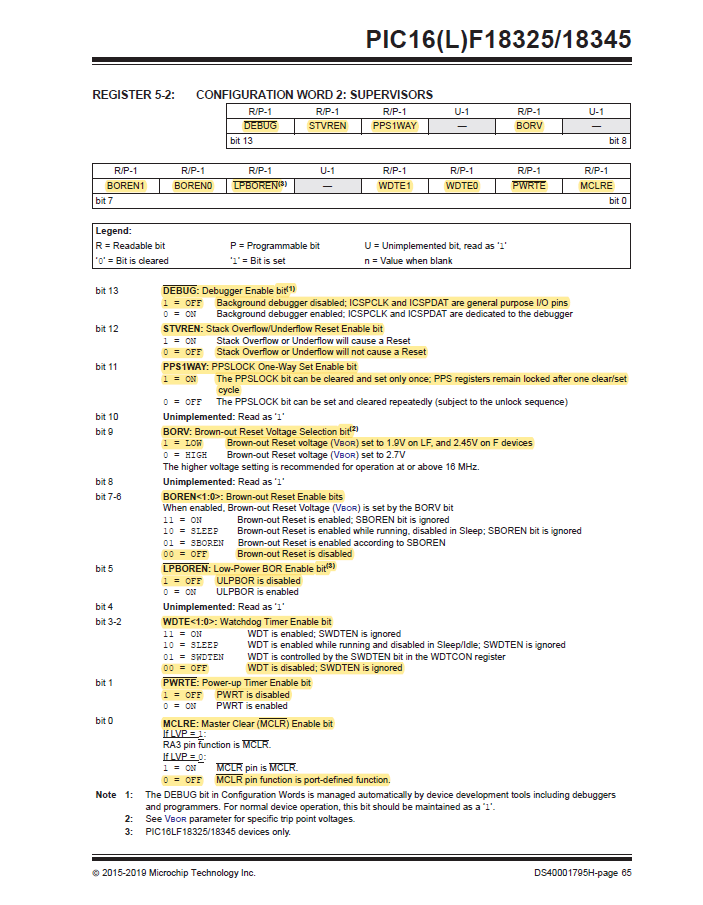 PIC16(L)F18325/18345
REGISTER 5-2: CONFIGURATION WORD 2: SUPERVISORS
R/P-1 R/P-1 R/P-1 U-1 R/P-1 U-1
DEBUG STVREN PPS1WAY — BORV —
bit 13 bit 8
R/P-1 R/P-1 R/P-1 U-1 R/P-1 R/P-1 R/P-1 R/P-1
BOREN1 BOREN0 LPBOREN(3) — WDTE1 WDTE0 PWRTE MCLRE
bit 7 bit 0
Legend:
R = Readable bit P = Programmable bit U = Unimplemented bit, read as '1'
'0' = Bit is cleared '1' = Bit is set n = Value when blank
bit 13 DEBUG: Debugger Enable bit(1)
1 = OFF Background debugger disabled; ICSPCLK and ICSPDAT are general purpose I/O pins
0 = ON Background debugger enabled; ICSPCLK and ICSPDAT are dedicated to the debugger
bit 12 STVREN: Stack Overflow/Underflow Reset Enable bit
1 = ON Stack Overflow or Underflow will cause a Reset
0 = OFF Stack Overflow or Underflow will not cause a Reset
bit 11 PPS1WAY: PPSLOCK One-Way Set Enable bit
1 = ON The PPSLOCK bit can be cleared and set only once; PPS registers remain locked after one clear/set
cycle
0 = OFF The PPSLOCK bit can be set and cleared repeatedly (subject to the unlock sequence)
bit 10 Unimplemented: Read as '1'
bit 9 BORV: Brown-out Reset Voltage Selection bit(2)
1 = LOW Brown-out Reset voltage (VBOR) set to 1.9V on LF, and 2.45V on F devices
0 = HIGH Brown-out Reset voltage (VBOR) set to 2.7V
The higher voltage setting is recommended for operation at or above 16 MHz.
bit 8 Unimplemented: Read as '1'
bit 7-6 BOREN<1:0>: Brown-out Reset Enable bits
When enabled, Brown-out Reset Voltage (VBOR) is set by the BORV bit
11 = ON Brown-out Reset is enabled; SBOREN bit is ignored
10 = SLEEP Brown-out Reset is enabled while running, disabled in Sleep; SBOREN bit is ignored
01 = SBOREN Brown-out Reset is enabled according to SBOREN
00 = OFF Brown-out Reset is disabled
bit 5 LPBOREN: Low-Power BOR Enable bit(3)
1 = OFF ULPBOR is disabled
0 = ON ULPBOR is enabled
bit 4 Unimplemented: Read as '1'
bit 3-2 WDTE<1:0>: Watchdog Timer Enable bit
11 = ON WDT is enabled; SWDTEN is ignored
10 = SLEEP WDT is enabled while running and disabled in Sleep/Idle; SWDTEN is ignored
01 = SWDTEN WDT is controlled by the SWDTEN bit in the WDTCON register
00 = OFF WDT is disabled; SWDTEN is ignored
bit 1 PWRTE: Power-up Timer Enable bit
1 = OFF PWRT is disabled
0 = ON PWRT is enabled
bit 0 MCLRE: Master Clear (MCLR) Enable bit
If LVP = 1:
RA3 pin function is MCLR.
If LVP = 0:
1 = ON MCLR pin is MCLR.
0 = OFF MCLR pin function is port-defined function.
Note 1: The DEBUG bit in Configuration Words is managed automatically by device development tools including debuggers
and programmers. For normal device operation, this bit should be maintained as a '1'.
2: See VBOR parameter for specific trip point voltages.
3: PIC16LF18325/18345 devices only.
© 2015-2019 Microchip Technology Inc. DS40001795H-page 65